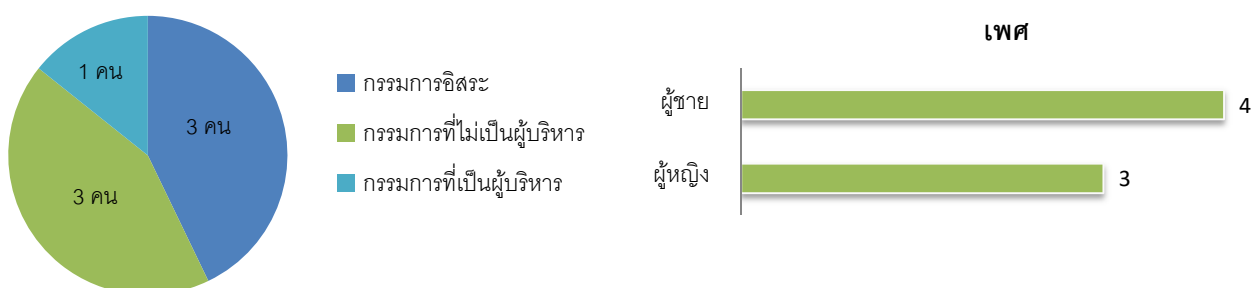 1 คน
3 คน
3 คน
กรรมการอิสระ
กรรมการที่ไม่เป็นผู้บริหาร
กรรมการที่เป็นผู้บริหาร
เพศ
ผู้ชาย 4
ผู้หญิง 3